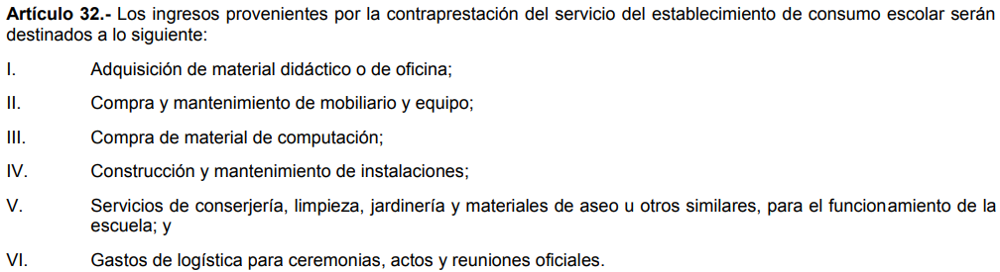 Artículo 32.- Los ingresos provenientes por la contraprestación del servicio del establecimiento de consumo escolar serán
destinados a lo siguiente:
I. Adquisición de material didáctico o de oficina;
II. Compra y mantenimiento de mobiliario y equipo;
III. Compra de material de computación;
IV. Construcción y mantenimiento de instalaciones;
V. Servicios de conserjería, limpieza, jardinería y materiales de aseo u otros similares, para el funcionamiento de la
escuela; y
VI. Gastos de logística para ceremonias, actos y reuniones oficiales.